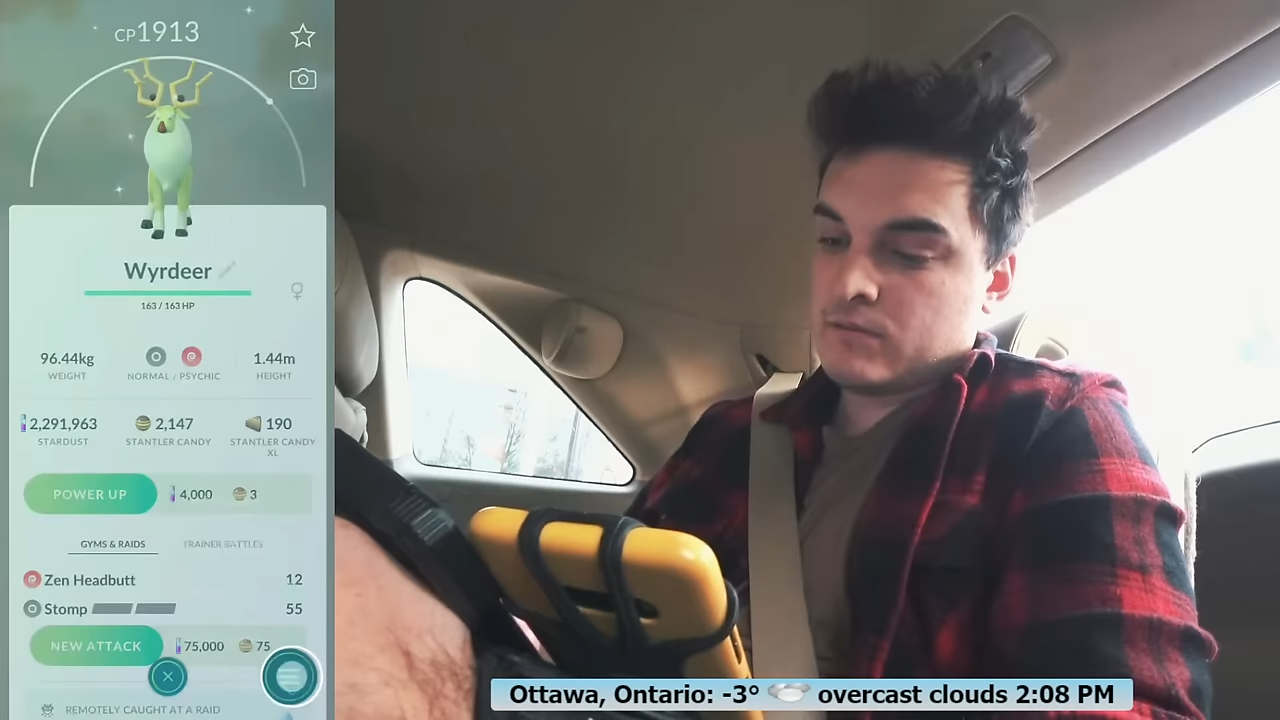 CP1913
Wyrdeer
163 / 163 HP
96.44kg
WEIGHT
NORMAL / PSYCHIC
1.44m
HEIGHT
2,291,963
STARDUST
2,147
STANTLER CANDY
190
STANTLER CANDY
XL
POWER UP 4,000 3
GYMS & RAIDS TRAINER BATTLES
Zen Headbutt 12
Stomp 55
NEW ATTACK 75,000 75
REMOTELY CAUGHT AT A RAID
Ottawa, Ontario: -3° overcast clouds 2:08 PM